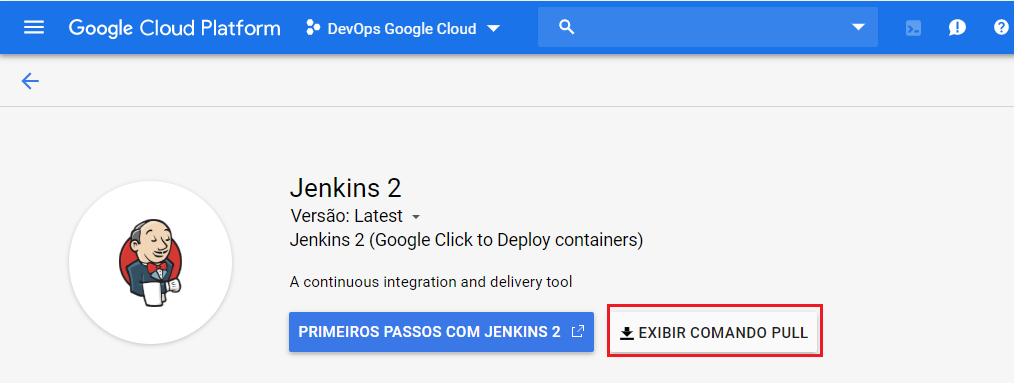 Google Cloud Platform
DevOps Google Cloud
Jenkins 2
Versão: Latest
Jenkins 2 (Google Click to Deploy containers)
A continuous integration and delivery tool
PRIMEIROS PASSOS COM JENKINS 2
EXIBIR COMANDO PULL